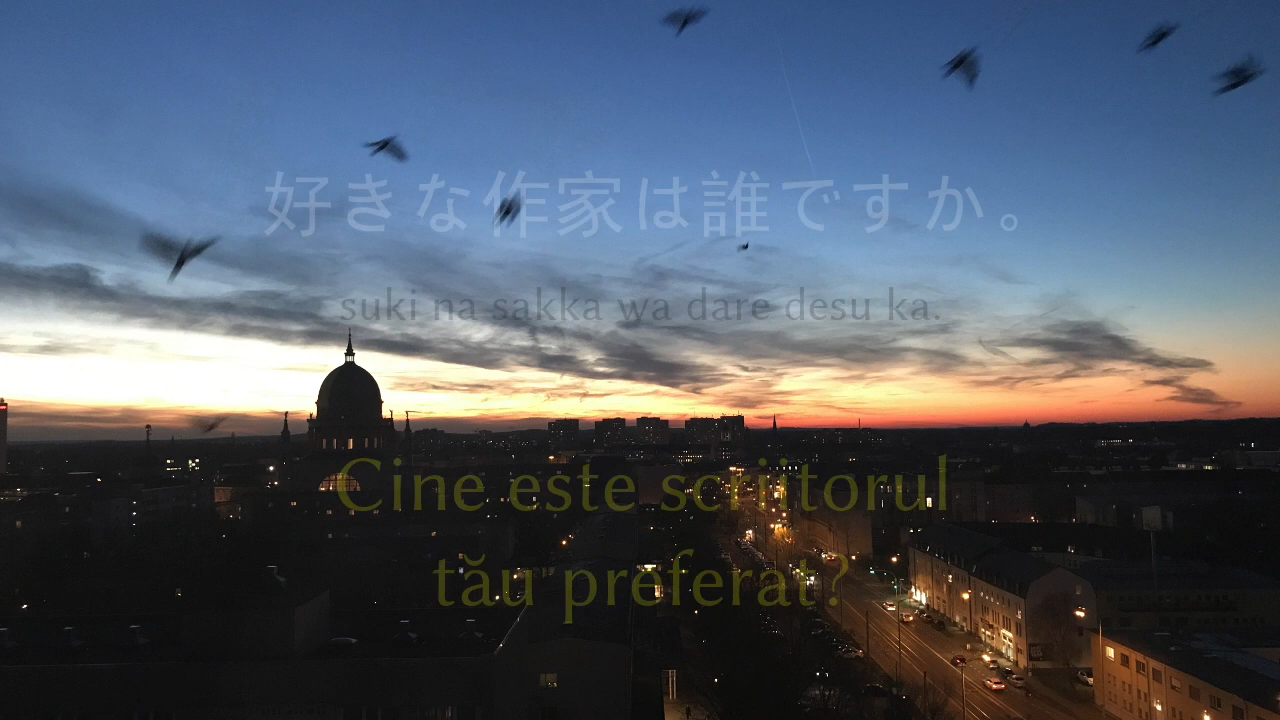 好きな作家は誰ですか。
suki na sakka wa dare desu ka.
Cine este scriitorul
tău preferat?